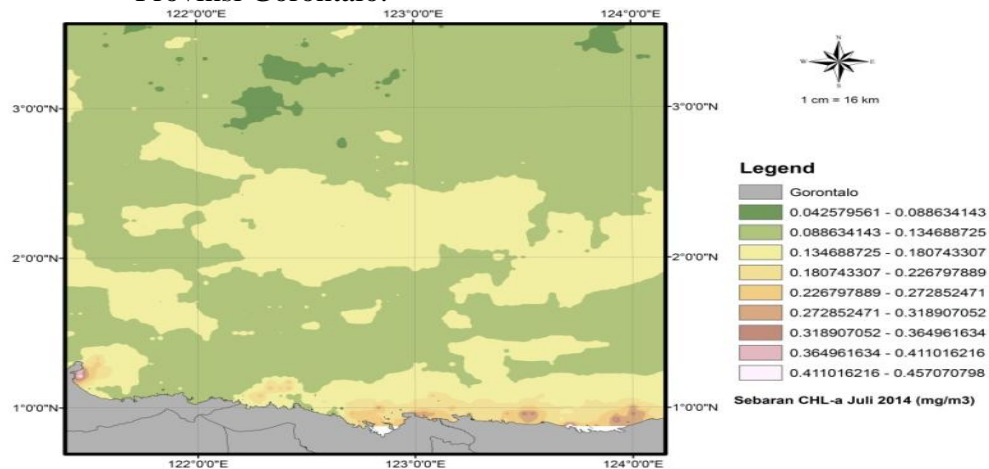 Provinsi Gorontalo.
122°0'0"E 123°0'0"E 124°0'0"E
N
W E
S
1 cm = 16 km
3°0'0"N 3°0'0"N
2°0'0"N 2°0'0"N
1°0'0"N 1°0'0"N
122°0'0"E 123°0'0"E 124°0'0"E
Legend
Gorontalo
0.042579561 - 0.088634143
0.088634143 - 0.134688725
0.134688725 - 0.180743307
0.180743307 - 0.226797889
0.226797889 - 0.272852471
0.272852471 - 0.318907052
0.318907052 - 0.364961634
0.364961634 - 0.411016216
0.411016216 - 0.457070798
Sebaran CHL-a Juli 2014 (mg/m3)